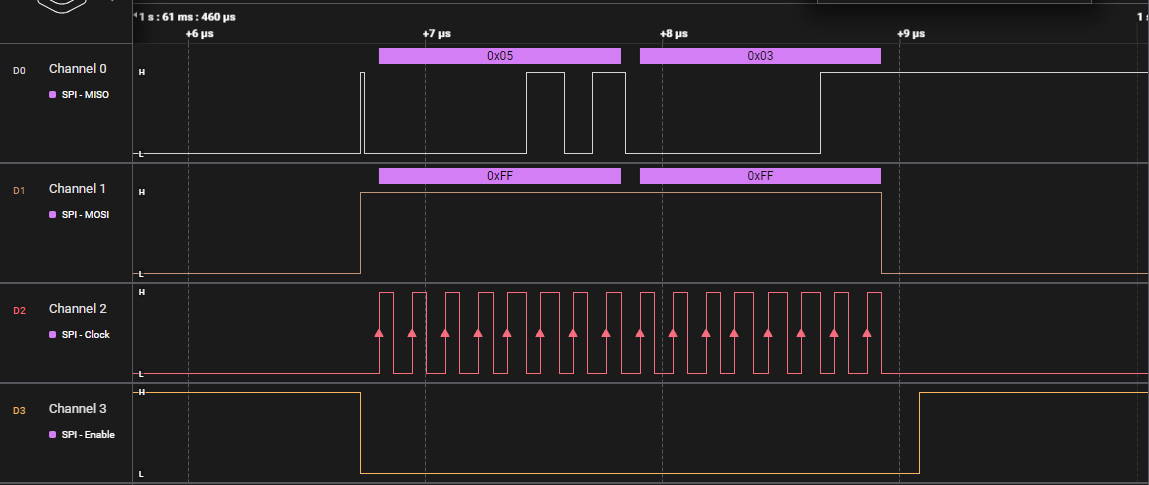 1 s : 61 ms : 460 µs
1 s
+6 µs
+7 µs
+8 µs
+9 µs
D0
Channel 0
SPI - MISO
H
L
0x05
0x03
D1
Channel 1
SPI - MOSI
H
L
0xFF
0xFF
D2
Channel 2
SPI - Clock
H
L
D3
Channel 3
SPI - Enable
H
L